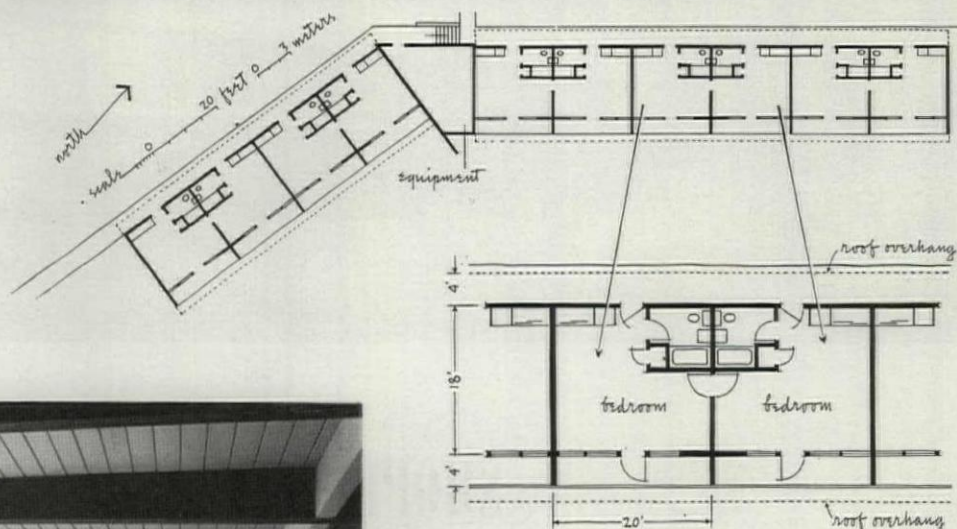 north
scale 0 20 feet 0 3 meters
equipment
roof overhang
4'
18'
bedroom bedroom
4'
20'
roof overhang